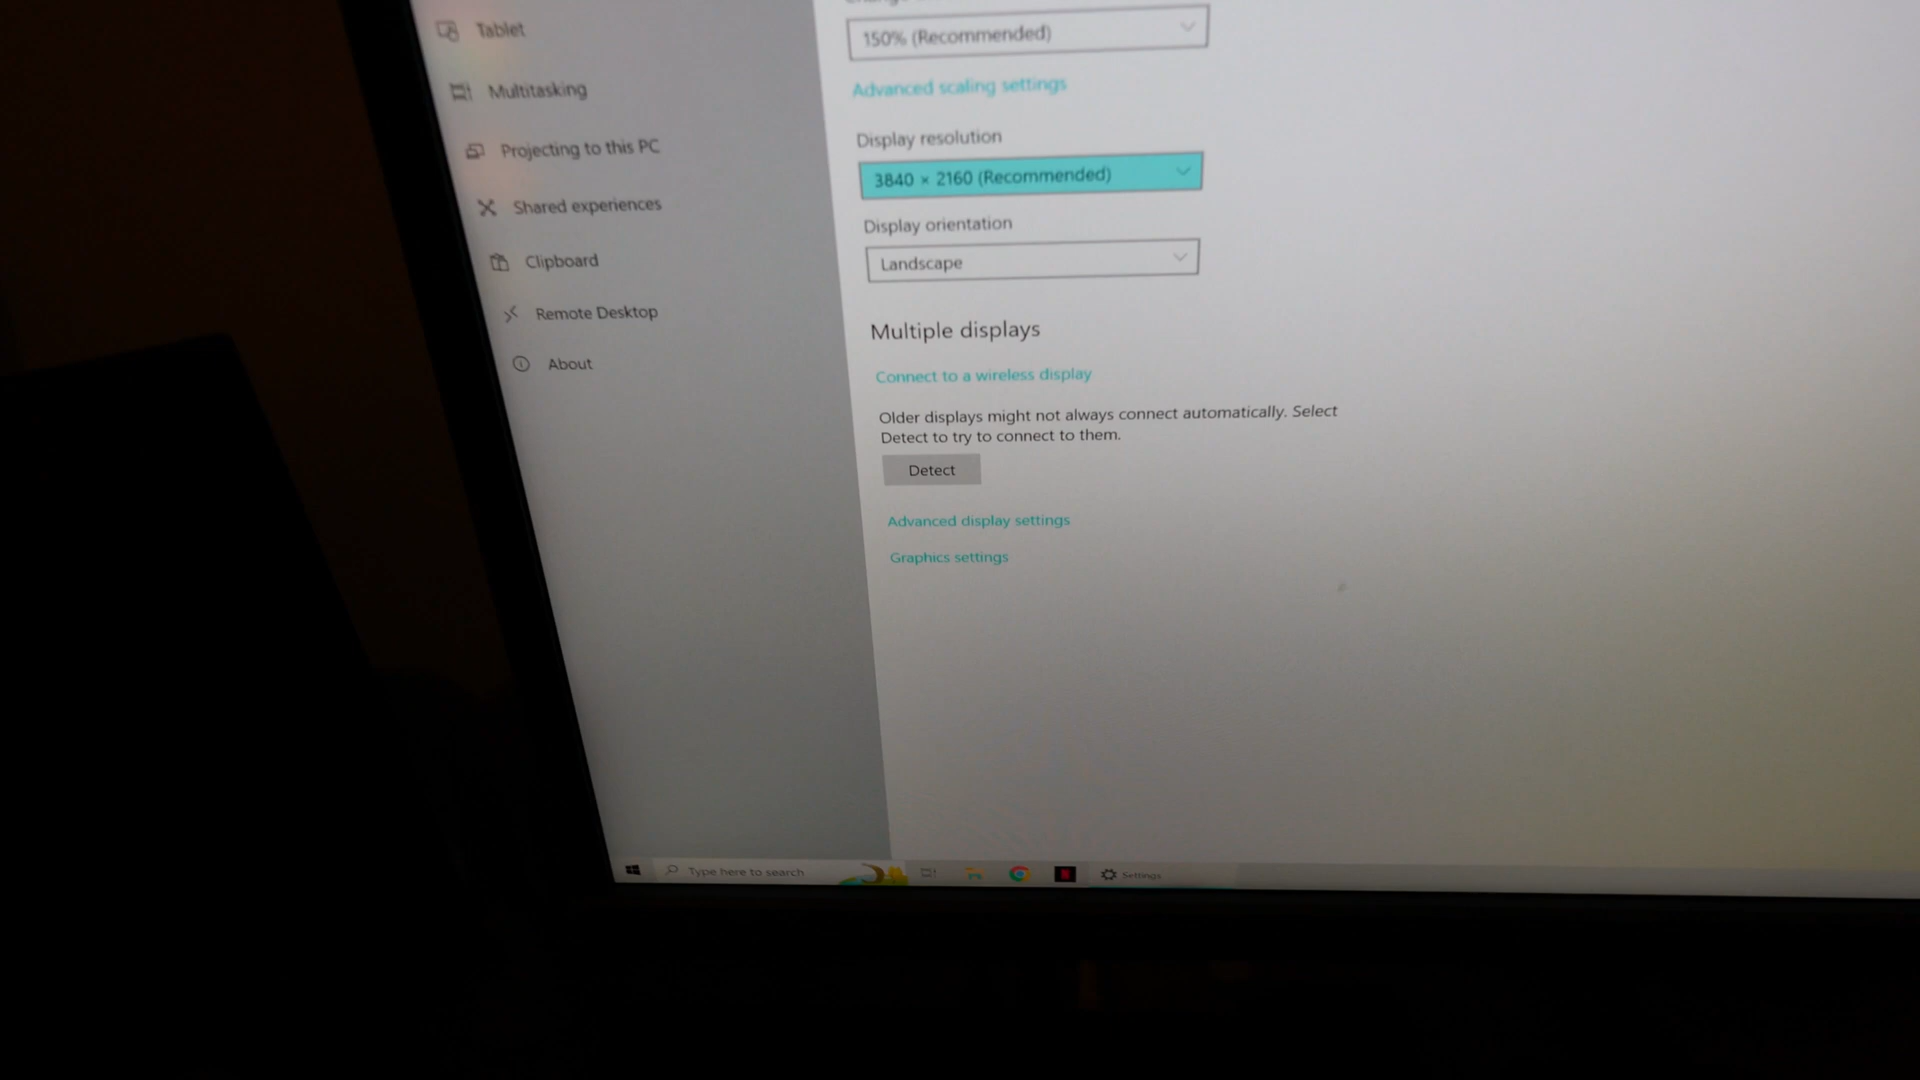 Tablet
Multitasking
Projecting to this PC
Shared experiences
Clipboard
Remote Desktop
About
150% (Recommended)
Advanced scaling settings
Display resolution
3840 × 2160 (Recommended)
Display orientation
Landscape
Multiple displays
Connect to a wireless display
Older displays might not always connect automatically. Select
Detect to try to connect to them.
Detect
Advanced display settings
Graphics settings
Type here to search
Settings